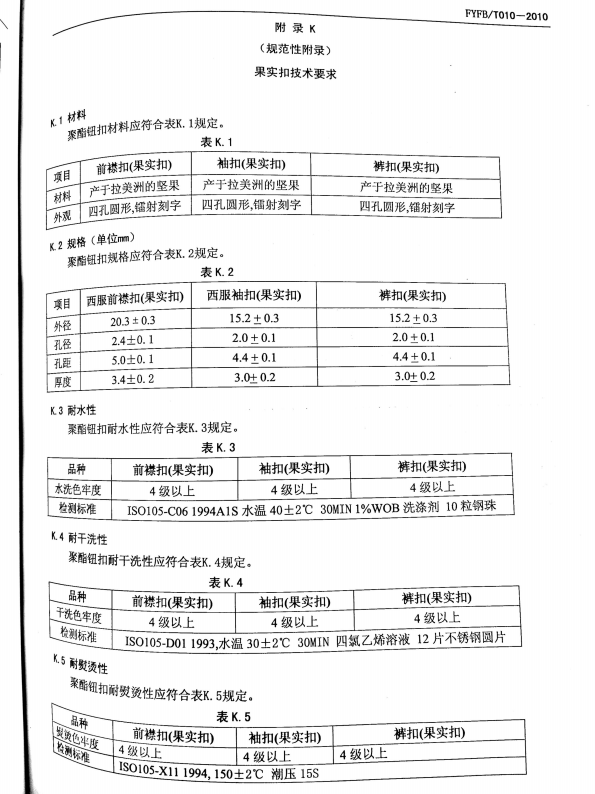 FYFB/T010—2010
附 录 K
（规范性附录）
果实扣技术要求
K.1 材料
聚酯钮扣材料应符合表K.1规定。
表 K.1
项目 前襟扣(果实扣) 袖扣(果实扣) 裤扣(果实扣)
材料 产于拉美洲的坚果 产于拉美洲的坚果 产于拉美洲的坚果
外观 四孔圆形,镭射刻字 四孔圆形,镭射刻字 四孔圆形,镭射刻字
K.2 规格（单位mm）
聚酯钮扣规格应符合表K.2规定。
表 K.2
项目 西服前襟扣(果实扣) 西服袖扣(果实扣) 裤扣(果实扣)
外径 20.3±0.3 15.2±0.3 15.2±0.3
孔径 2.4±0.1 2.0±0.1 2.0±0.1
孔距 5.0±0.1 4.4±0.1 4.4±0.1
厚度 3.4±0.2 3.0±0.2 3.0±0.2
K.3 耐水性
聚酯钮扣耐水性应符合表K.3规定。
表 K.3
品种 前襟扣(果实扣) 袖扣(果实扣) 裤扣(果实扣)
水洗色牢度 4级以上 4级以上 4级以上
检测标准 ISO105-C06 1994A1S 水温 40±2℃ 30MIN 1%WOB 洗涤剂 10 粒钢珠
K.4 耐干洗性
聚酯钮扣耐干洗性应符合表K.4规定。
表 K.4
品种 前襟扣(果实扣) 袖扣(果实扣) 裤扣(果实扣)
干洗色牢度 4级以上 4级以上 4级以上
检测标准 ISO105-D01 1993,水温 30±2℃ 30MIN 四氯乙烯溶液 12 片不锈钢圆片
K.5 耐熨烫性
聚酯钮扣耐熨烫性应符合表K.5规定。
表 K.5
品种 前襟扣(果实扣) 袖扣(果实扣) 裤扣(果实扣)
熨烫色牢度 4级以上 4级以上 4级以上
检测标准 ISO105-X11 1994, 150±2℃ 潮压 15S